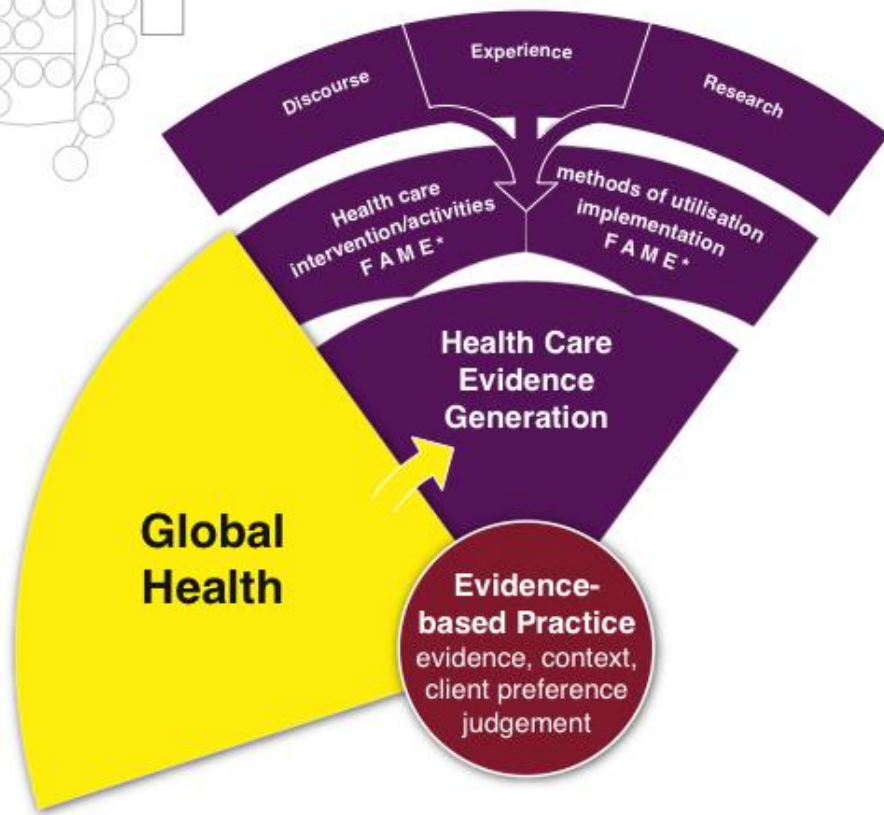 Discourse
Experience
Research
Health care
intervention/activities
F A M E*
methods of utilisation
implementation
F A M E*
Health Care
Evidence
Generation
Global
Health
Evidence-
based Practice
evidence, context,
client preference
judgement